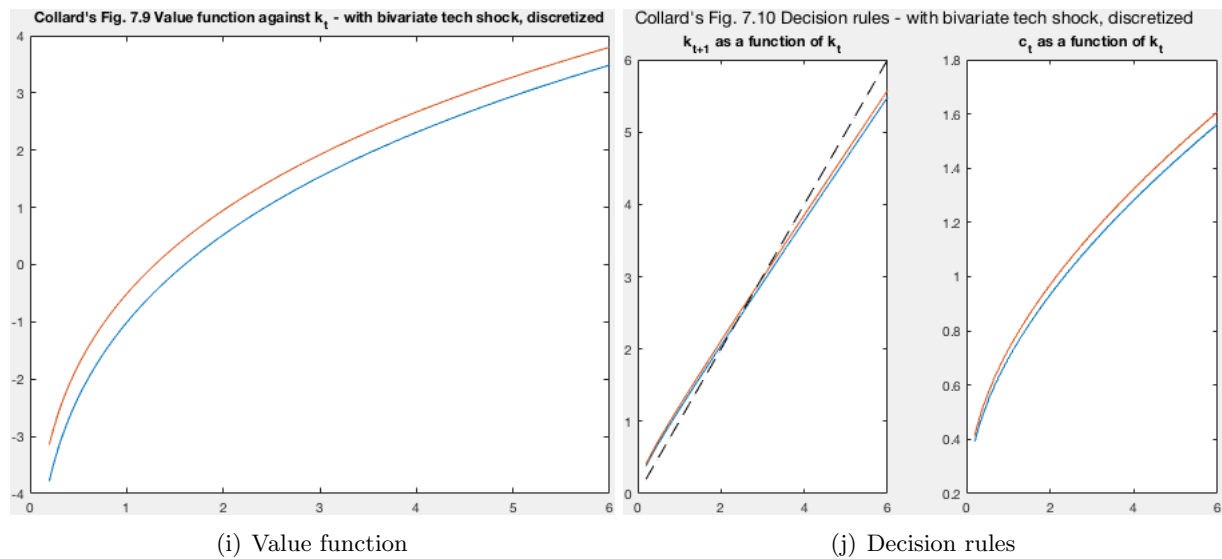 Collard's Fig. 7.9 Value function against k_t - with bivariate tech shock, discretized
4
3
2
1
0
-1
-2
-3
-4
0 1 2 3 4 5 6
(i) Value function
Collard's Fig. 7.10 Decision rules - with bivariate tech shock, discretized
k_{t+1} as a function of k_t
6
5
4
3
2
1
0
0 2 4 6
c_t as a function of k_t
1.8
1.6
1.4
1.2
1
0.8
0.6
0.4
0.2
0 2 4 6
(j) Decision rules